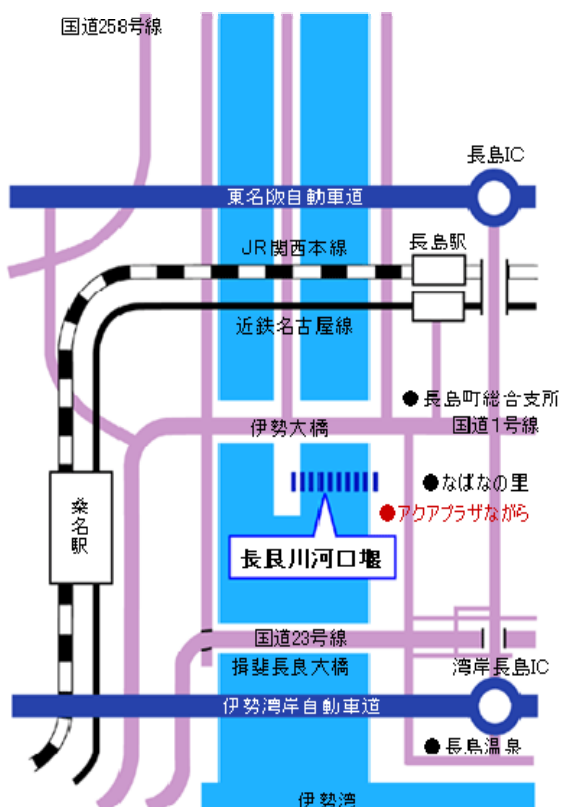 国道258号線
長島IC
東名阪自動車道
長島駅
JR関西本線
近鉄名古屋線
●長島町総合支所
伊勢大橋
国道1号線
●なばなの里
桑名駅
●アクアプラザながら
長良川河口堰
国道23号線
揖斐長良大橋
湾岸長島IC
伊勢湾岸自動車道
●長島温泉
伊勢湾